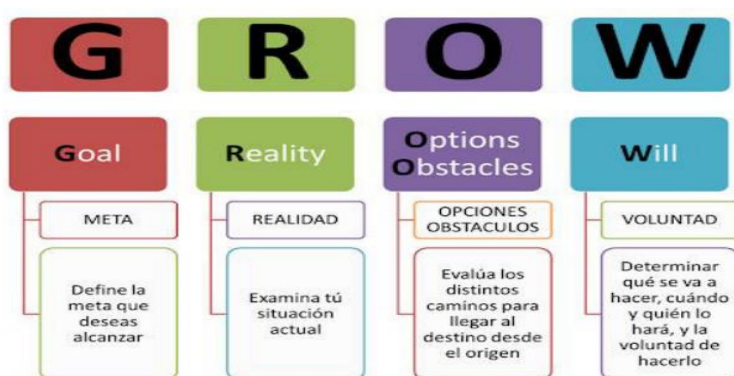 G R O W
Goal
Reality
Options
Obstacles
Will
META
REALIDAD
OPCIONES
OBSTACULOS
VOLUNTAD
Define la
meta que
deseas
alcanzar
Examina tú
situación
actual
Evalúa los
distintos
caminos para
llegar al
destino desde
el origen
Determinar
qué se va a
hacer, cuándo
y quién lo
hará, y la
voluntad de
hacerlo